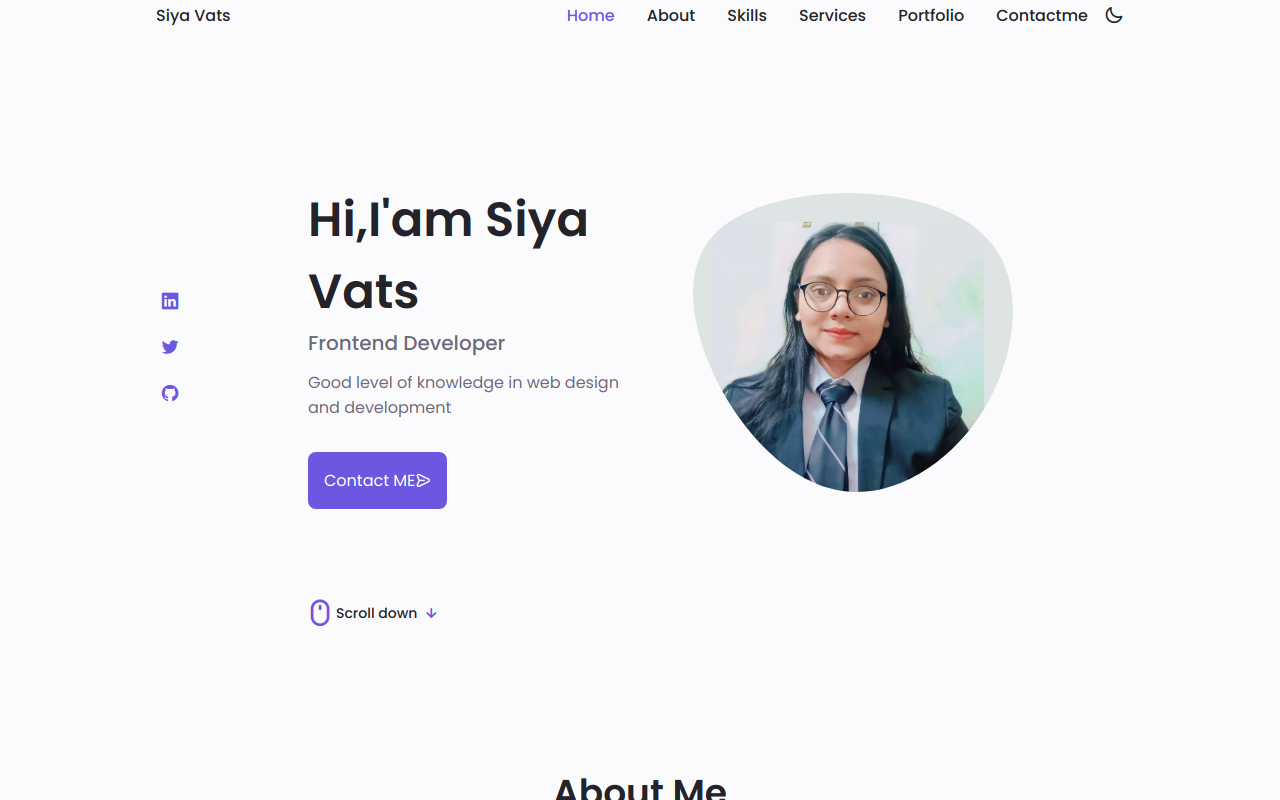 Siya Vats
Home
About
Skills
Services
Portfolio
Contactme
Hi,I'am Siya
Vats
Frontend Developer
Good level of knowledge in web design
and development
Contact ME
Scroll down
About Me